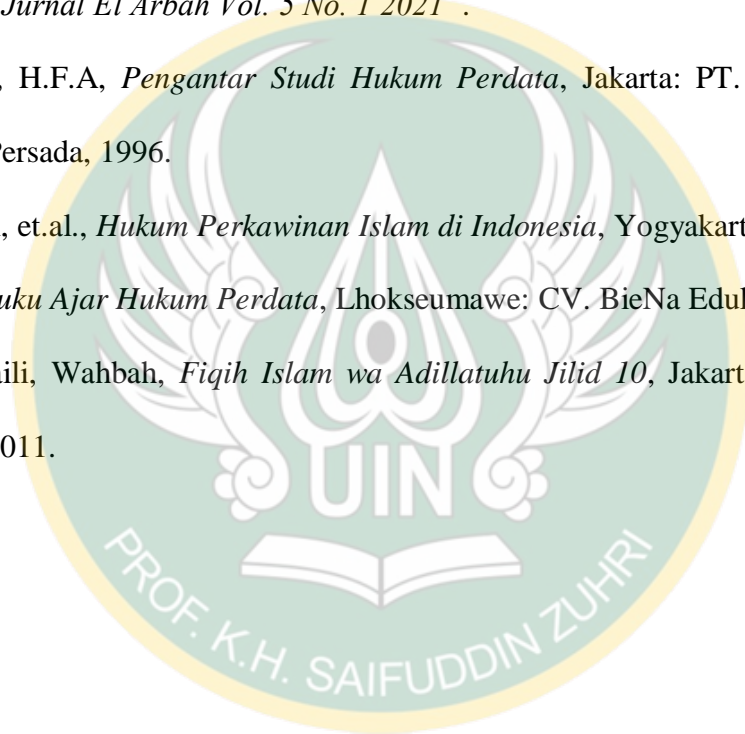 Jurnal El Arbah Vol. 5 No. 1 2021 .
, H.F.A, Pengantar Studi Hukum Perdata, Jakarta: PT.
Persada, 1996.
, et.al., Hukum Perkawinan Islam di Indonesia, Yogyakart
uku Ajar Hukum Perdata, Lhokseumawe: CV. BieNa Eduk
aili, Wahbah, Fiqih Islam wa Adillatuhu Jilid 10, Jakart
011.
UIN
PROF. K.H. SAIFUDDIN ZUHRI